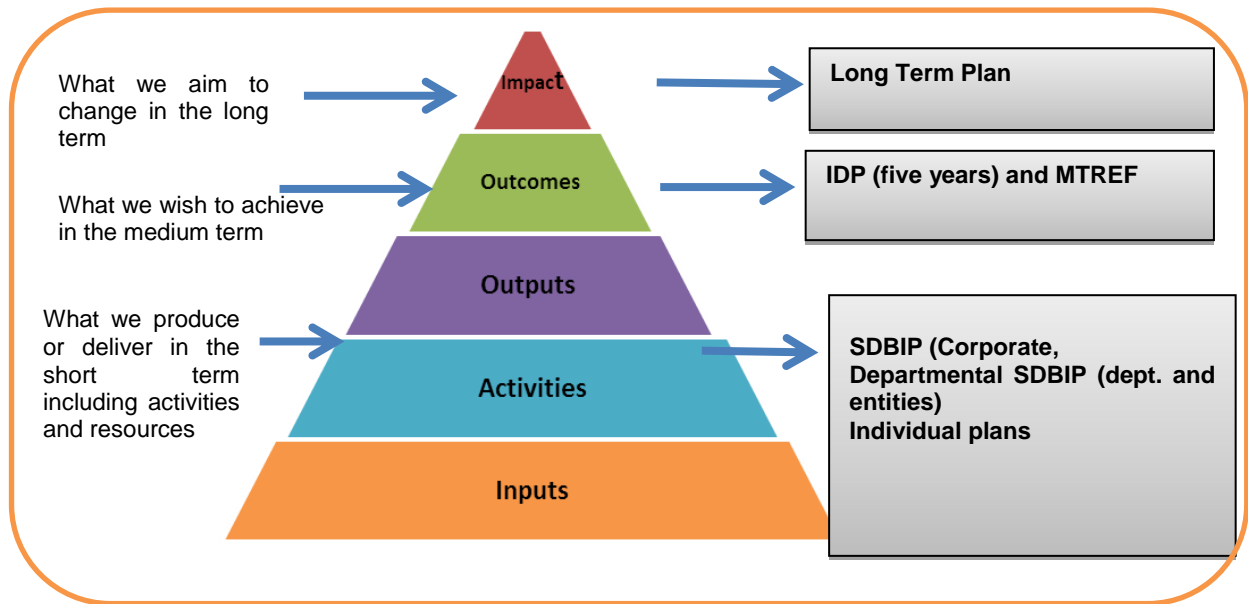 What we aim to
change in the long
term
Impact
Long Term Plan
What we wish to achieve
in the medium term
Outcomes
IDP (five years) and MTREF
Outputs
What we produce
or deliver in the
short term
including activities
and resources
Activities
SDBIP (Corporate,
Departmental SDBIP (dept. and
entities)
Individual plans
Inputs